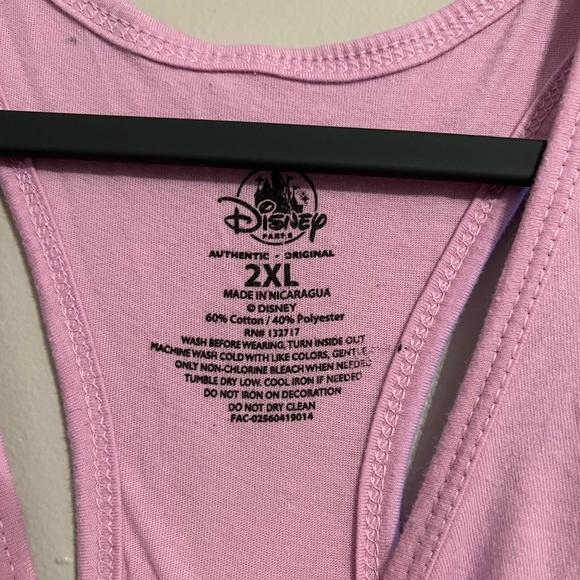 Disney
PARKS
AUTHENTIC • ORIGINAL
2XL
MADE IN NICARAGUA
© DISNEY
60% Cotton / 40% Polyester
RN# 132717
WASH BEFORE WEARING, TURN INSIDE OUT
MACHINE WASH COLD WITH LIKE COLORS, GENTLE
ONLY NON-CHLORINE BLEACH WHEN NEEDED
TUMBLE DRY LOW. COOL IRON IF NEEDED
DO NOT IRON ON DECORATION
DO NOT DRY CLEAN
FAC-02560419014